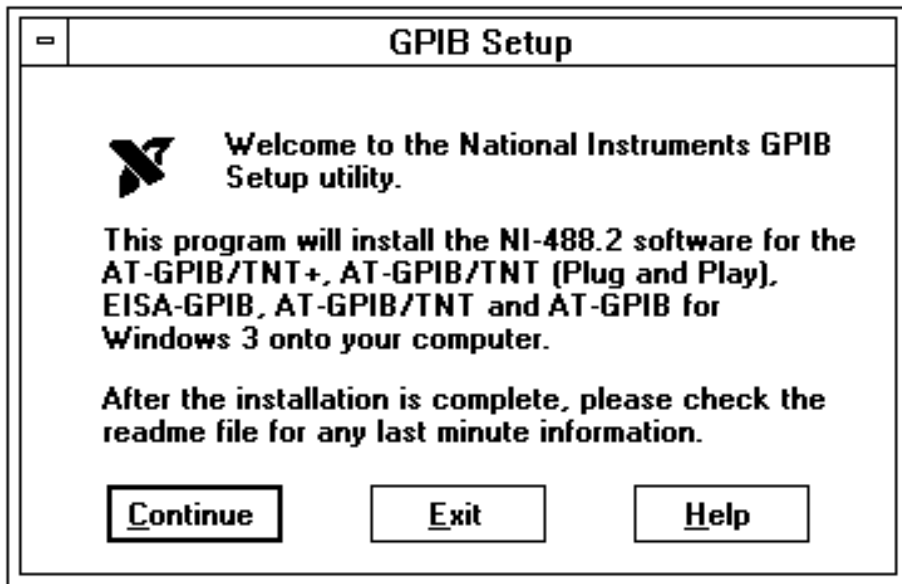 GPIB Setup
Welcome to the National Instruments GPIB
Setup utility.
This program will install the NI-488.2 software for the
AT-GPIB/TNT+, AT-GPIB/TNT (Plug and Play),
EISA-GPIB, AT-GPIB/TNT and AT-GPIB for
Windows 3 onto your computer.
After the installation is complete, please check the
readme file for any last minute information.
Continue
Exit
Help